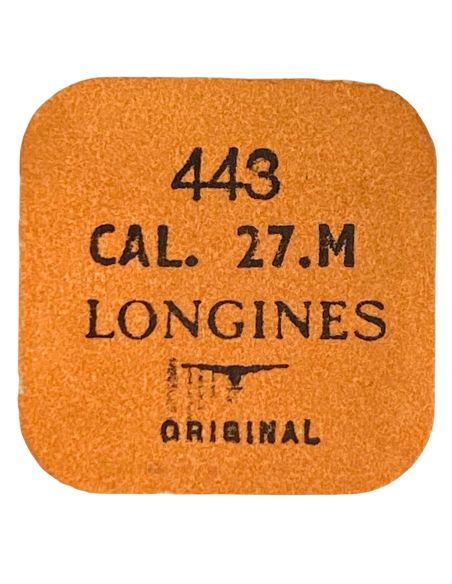 443
CAL. 27.M
LONGINES
ORIGINAL